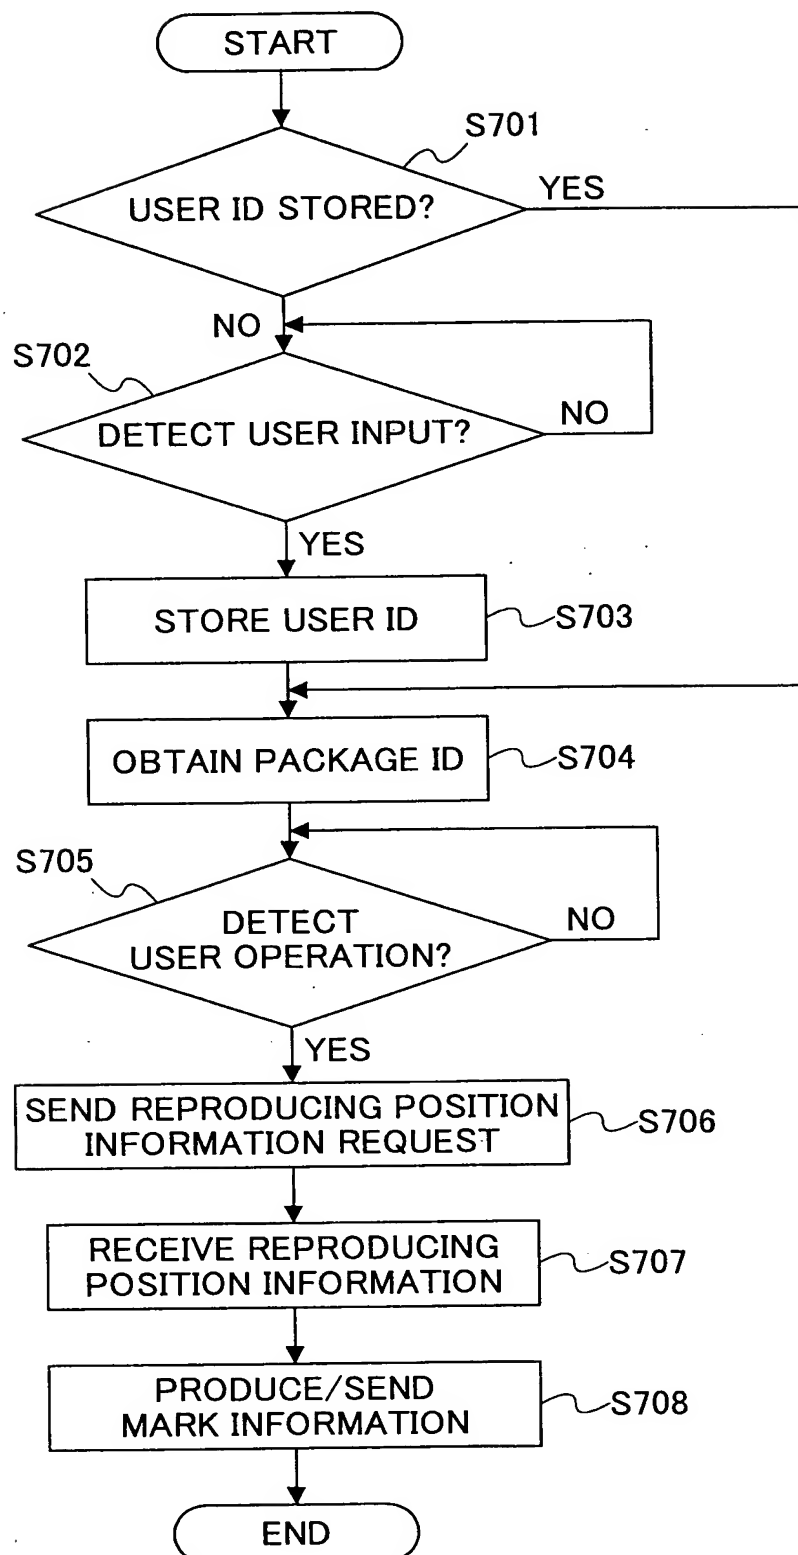 START
S701
USER ID STORED?
YES
NO
S702
DETECT USER INPUT?
NO
YES
STORE USER ID
S703
OBTAIN PACKAGE ID
S704
S705
DETECT
USER OPERATION?
NO
YES
SEND REPRODUCING POSITION
INFORMATION REQUEST
S706
RECEIVE REPRODUCING
POSITION INFORMATION
S707
PRODUCE/SEND
MARK INFORMATION
S708
END